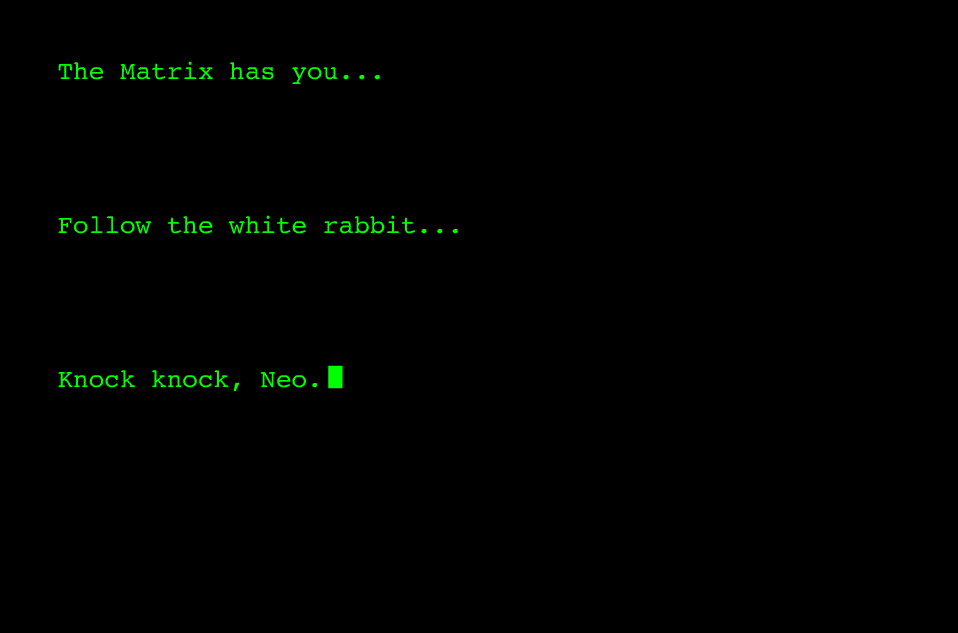 The Matrix has you...
Follow the white rabbit...
Knock knock, Neo.